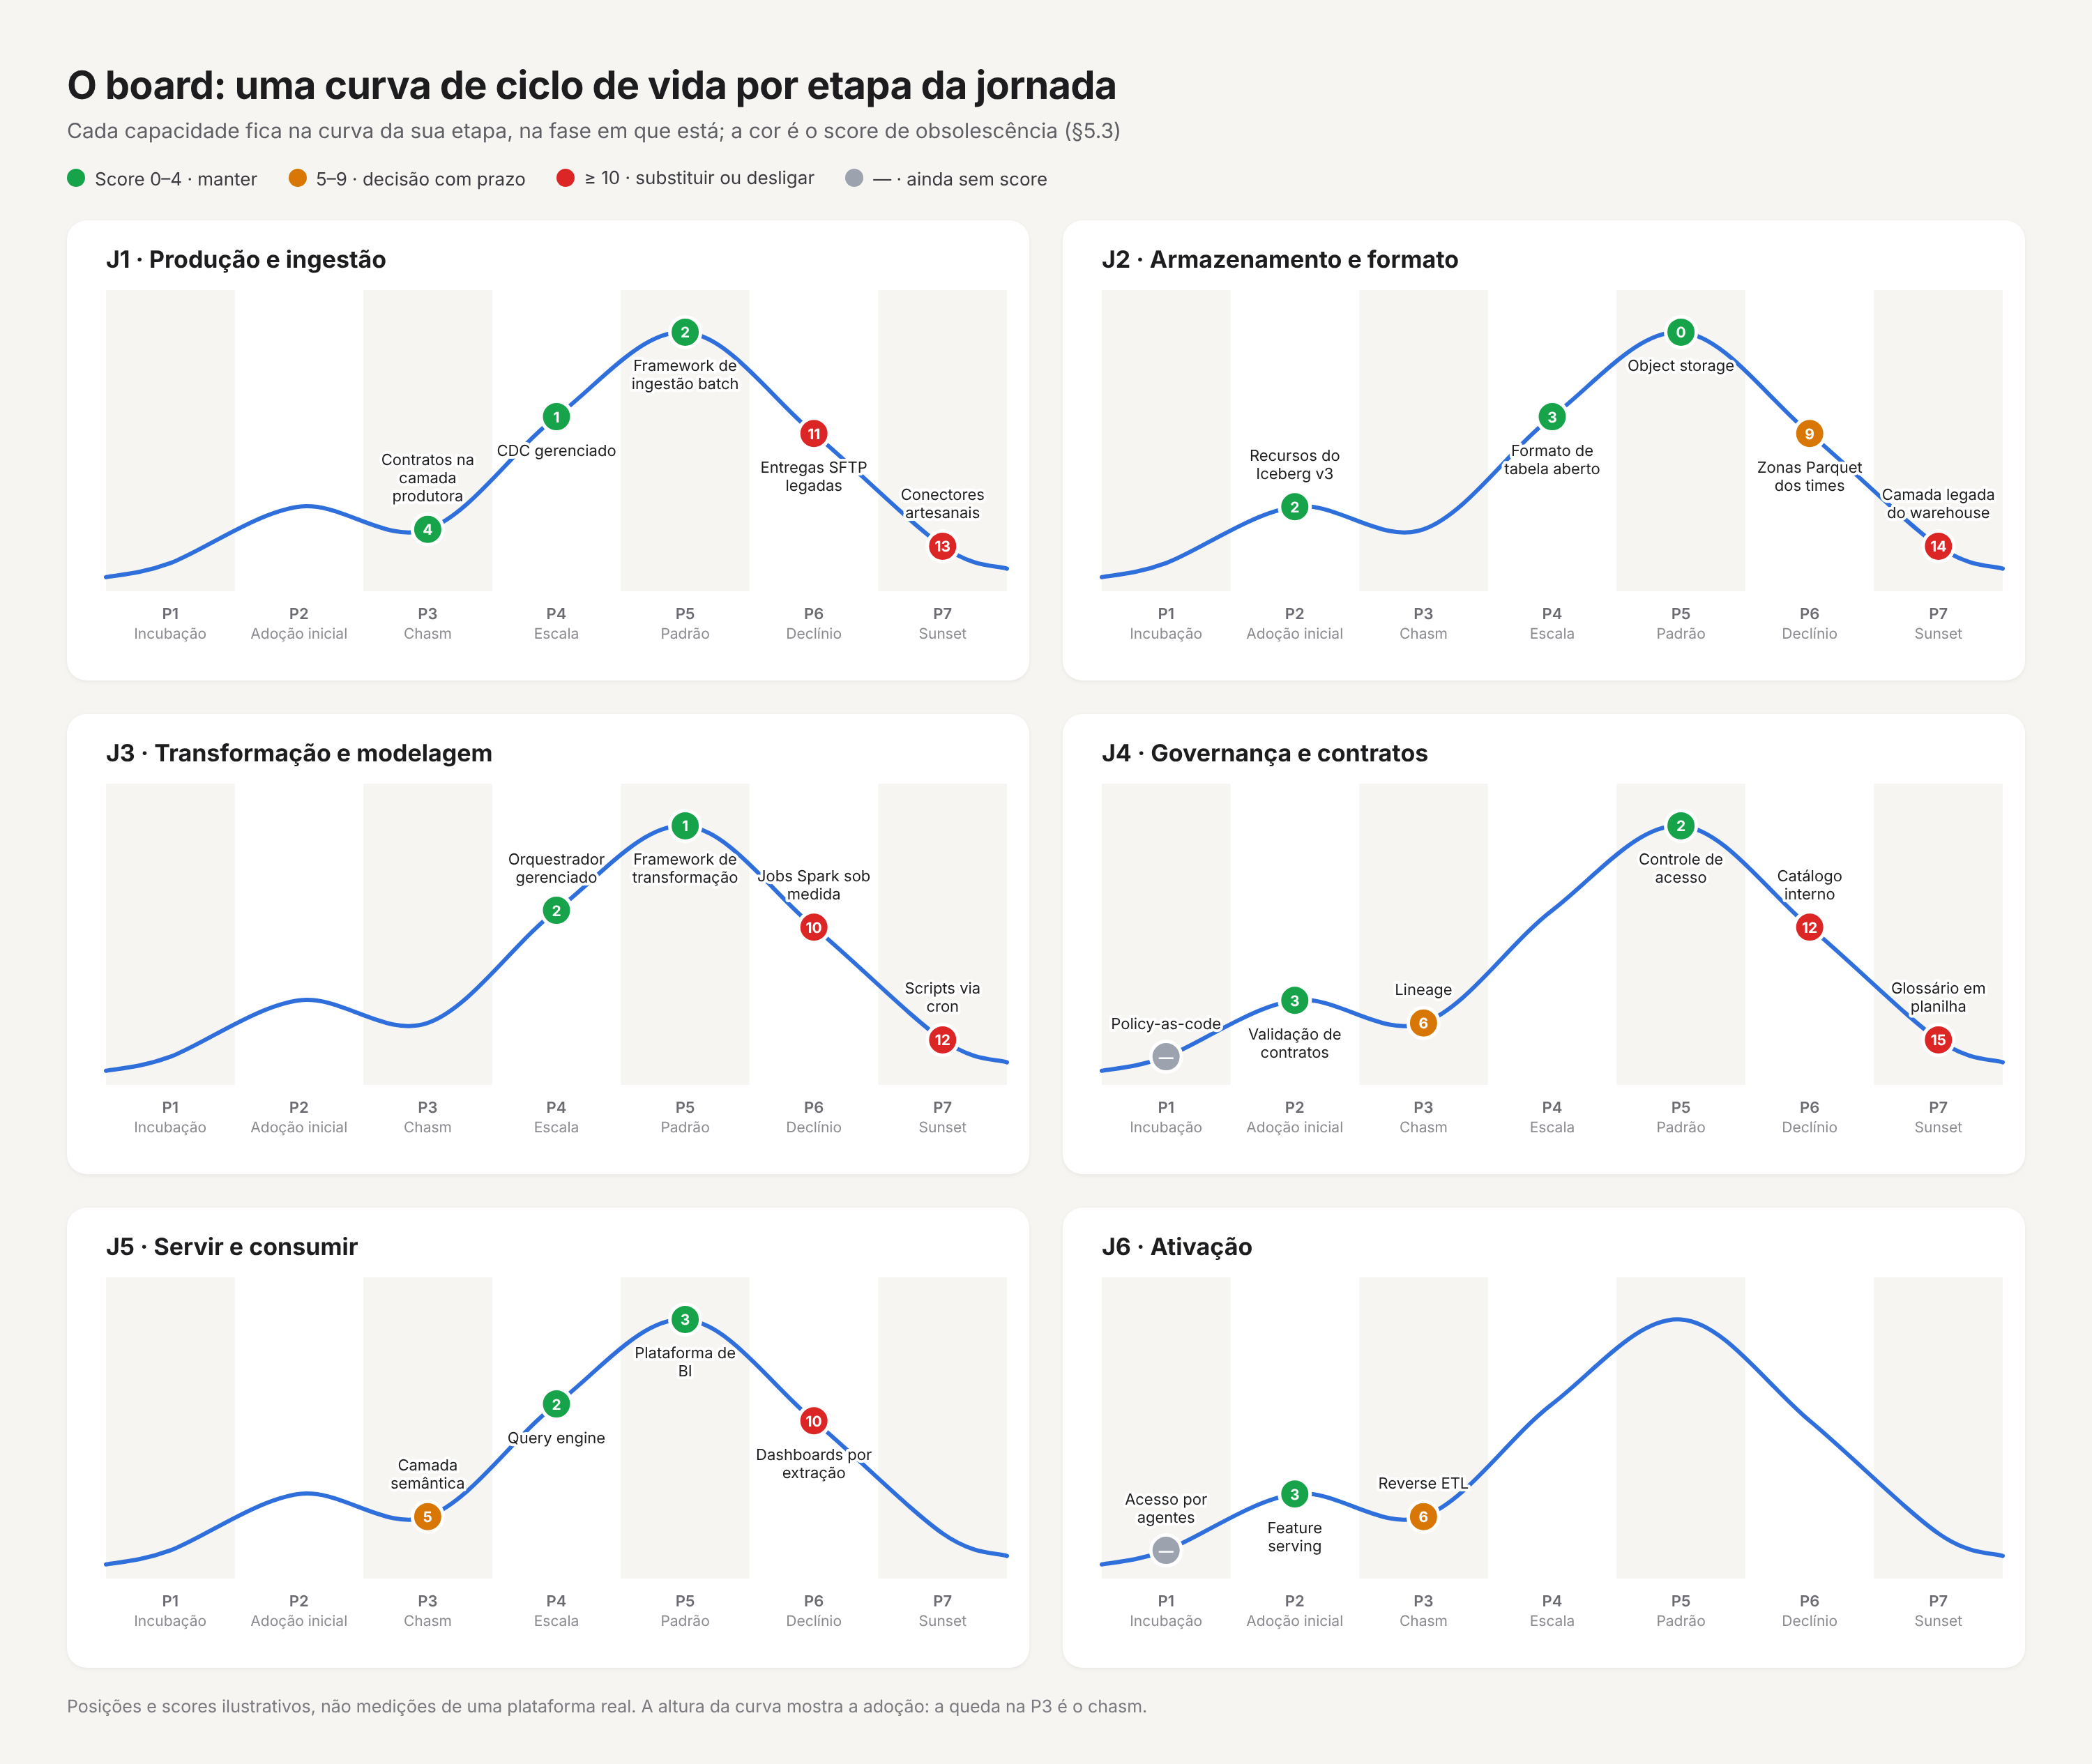 O board: uma curva de ciclo de vida por etapa da jornada
Cada capacidade fica na curva da sua etapa, na fase em que está; a cor é o score de obsolescência (§5.3)
Score 0–4 · manter
5–9 · decisão com prazo
≥ 10 · substituir ou desligar
— · ainda sem score
J1 · Produção e ingestão
2
Framework de
ingestão batch
1
CDC gerenciado
11
Entregas SFTP
legadas
Contratos na
camada
produtora
4
Conectores
artesanais
13
P1 P2 P3 P4 P5 P6 P7
Incubação Adoção inicial Chasm Escala Padrão Declínio Sunset
J2 · Armazenamento e formato
0
Object storage
3
Formato de
tabela aberto
9
Zonas Parquet
dos times
Recursos do
Iceberg v3
2
Camada legada
do warehouse
14
P1 P2 P3 P4 P5 P6 P7
Incubação Adoção inicial Chasm Escala Padrão Declínio Sunset
J3 · Transformação e modelagem
1
Framework de
transformação
Orquestrador
gerenciado
2
Jobs Spark sob
medida
10
Scripts via
cron
12
P1 P2 P3 P4 P5 P6 P7
Incubação Adoção inicial Chasm Escala Padrão Declínio Sunset
J4 · Governança e contratos
2
Controle de
acesso
Catálogo
interno
12
Policy-as-code
—
3
Validação de
contratos
Lineage
6
Glossário em
planilha
15
P1 P2 P3 P4 P5 P6 P7
Incubação Adoção inicial Chasm Escala Padrão Declínio Sunset
J5 · Servir e consumir
3
Plataforma de
BI
2
Query engine
10
Dashboards por
extração
Camada
semântica
5
P1 P2 P3 P4 P5 P6 P7
Incubação Adoção inicial Chasm Escala Padrão Declínio Sunset
J6 · Ativação
Acesso por
agentes
—
3
Feature
serving
Reverse ETL
6
P1 P2 P3 P4 P5 P6 P7
Incubação Adoção inicial Chasm Escala Padrão Declínio Sunset
Posições e scores ilustrativos, não medições de uma plataforma real. A altura da curva mostra a adoção: a queda na P3 é o chasm.